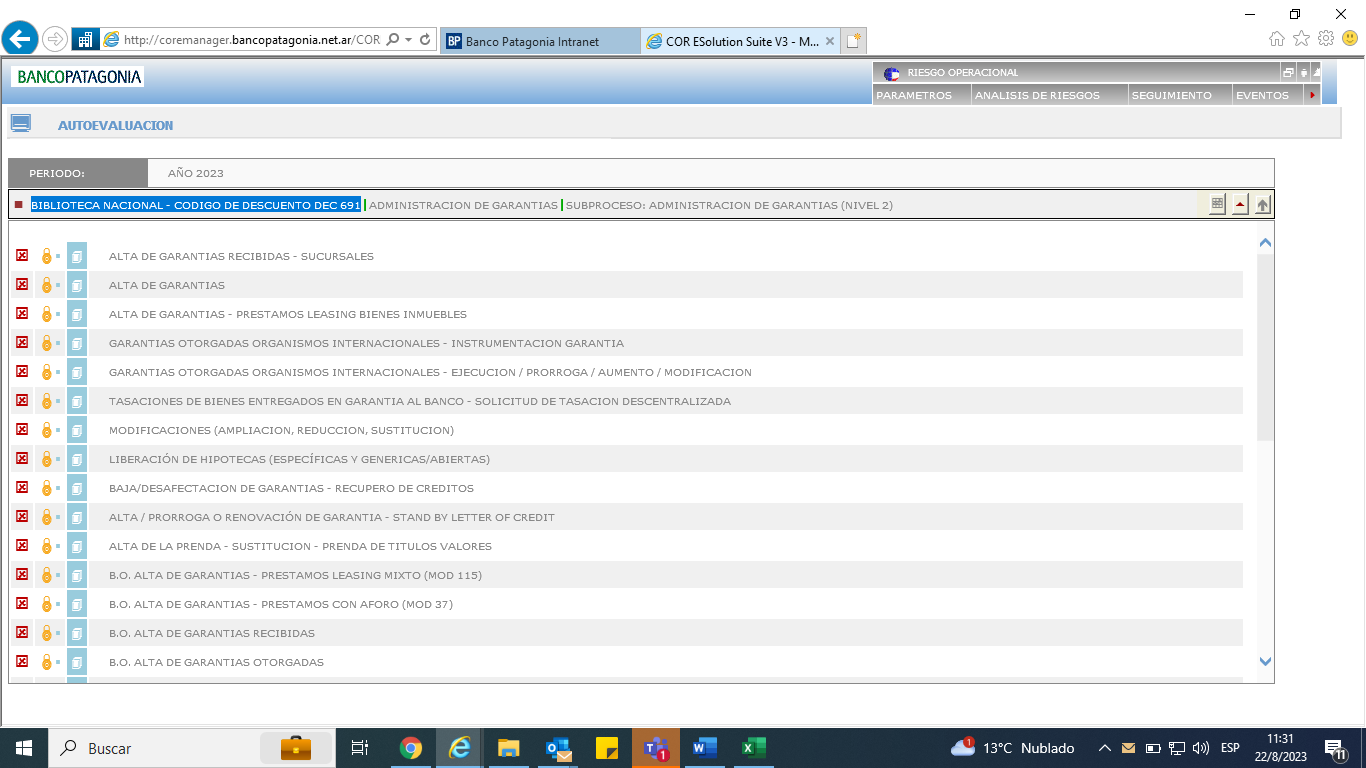 http://coremanager.bancopatagonia.net.ar/COR
BP Banco Patagonia Intranet
COR ESolution Suite V3 - M...
BANCOPATAGONIA
RIESGO OPERACIONAL
PARAMETROS ANALISIS DE RIESGOS SEGUIMIENTO EVENTOS
AUTOEVALUACION
PERIODO: AÑO 2023
BIBLIOTECA NACIONAL - CODIGO DE DESCUENTO DEC 691 ADMINISTRACION DE GARANTIAS SUBPROCESO: ADMINISTRACION DE GARANTIAS (NIVEL 2)
ALTA DE GARANTIAS RECIBIDAS - SUCURSALES
ALTA DE GARANTIAS
ALTA DE GARANTIAS - PRESTAMOS LEASING BIENES INMUEBLES
GARANTIAS OTORGADAS ORGANISMOS INTERNACIONALES - INSTRUMENTACION GARANTIA
GARANTIAS OTORGADAS ORGANISMOS INTERNACIONALES - EJECUCION / PRORROGA / AUMENTO / MODIFICACION
TASACIONES DE BIENES ENTREGADOS EN GARANTIA AL BANCO - SOLICITUD DE TASACION DESCENTRALIZADA
MODIFICACIONES (AMPLIACION, REDUCCION, SUSTITUCION)
LIBERACIÓN DE HIPOTECAS (ESPECÍFICAS Y GENERICAS/ABIERTAS)
BAJA/DESAFECTACION DE GARANTIAS - RECUPERO DE CREDITOS
ALTA / PRORROGA O RENOVACIÓN DE GARANTIA - STAND BY LETTER OF CREDIT
ALTA DE LA PRENDA - SUSTITUCION - PRENDA DE TITULOS VALORES
B.O. ALTA DE GARANTIAS - PRESTAMOS LEASING MIXTO (MOD 115)
B.O. ALTA DE GARANTIAS - PRESTAMOS CON AFORO (MOD 37)
B.O. ALTA DE GARANTIAS RECIBIDAS
B.O. ALTA DE GARANTIAS OTORGADAS
Buscar
1
1
13°C Nublado
ESP
11:31
22/8/2023
11